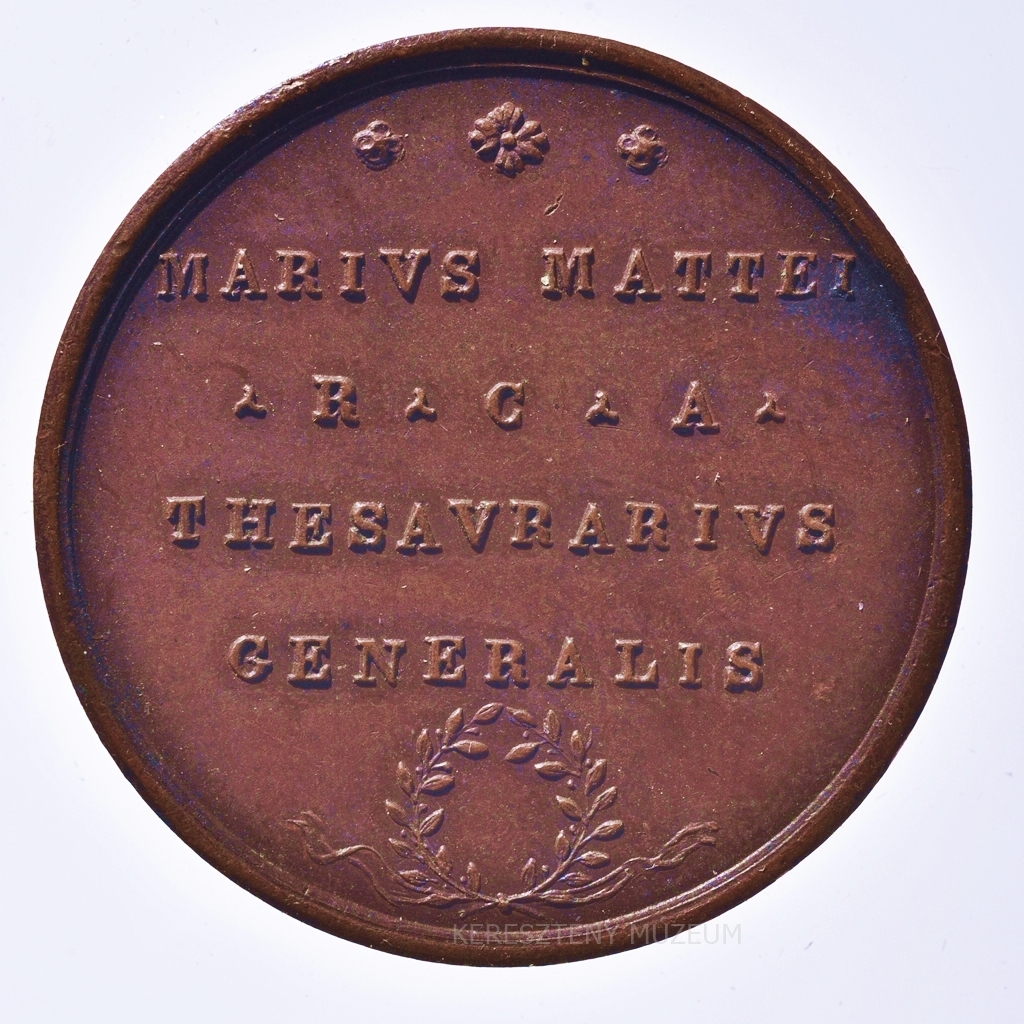 MARIVS MATTEI
R C A
THESAVRARIVS
GENERALIS
KERESZTÉNY MÚZEUM